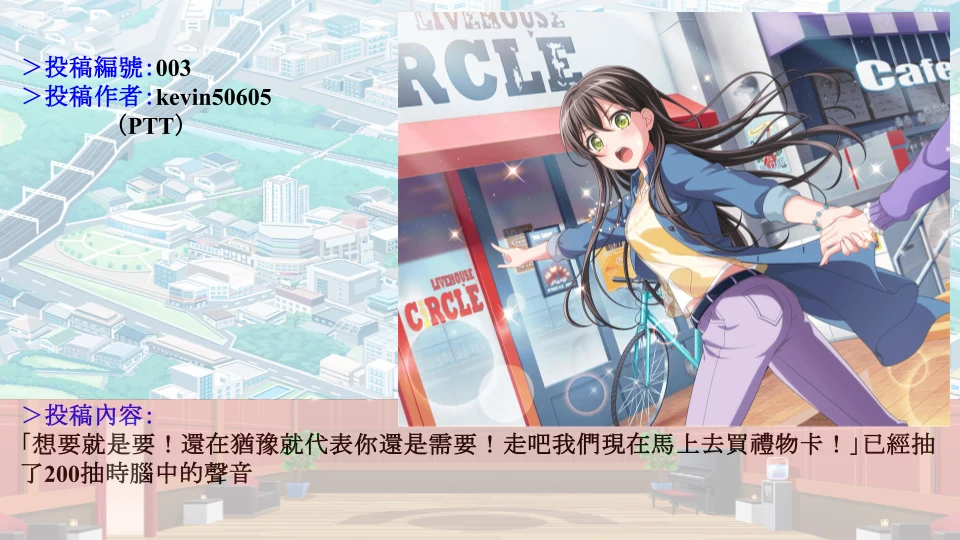 LIVEHOUSE
CIRCLE
Cafe
＞投稿編號：003
＞投稿作者：kevin50605
（PTT）
LIVEHOUSE
CIRCLE
＞投稿內容：
「想要就是要！還在猶豫就代表你還是需要！走吧我們現在馬上去買禮物卡！」已經抽
了200抽時腦中的聲音